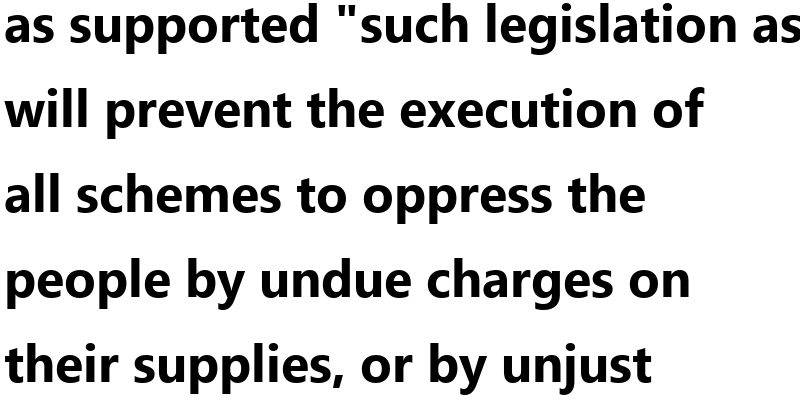 as supported "such legislation as
will prevent the execution of
all schemes to oppress the
people by undue charges on
their supplies, or by unjust